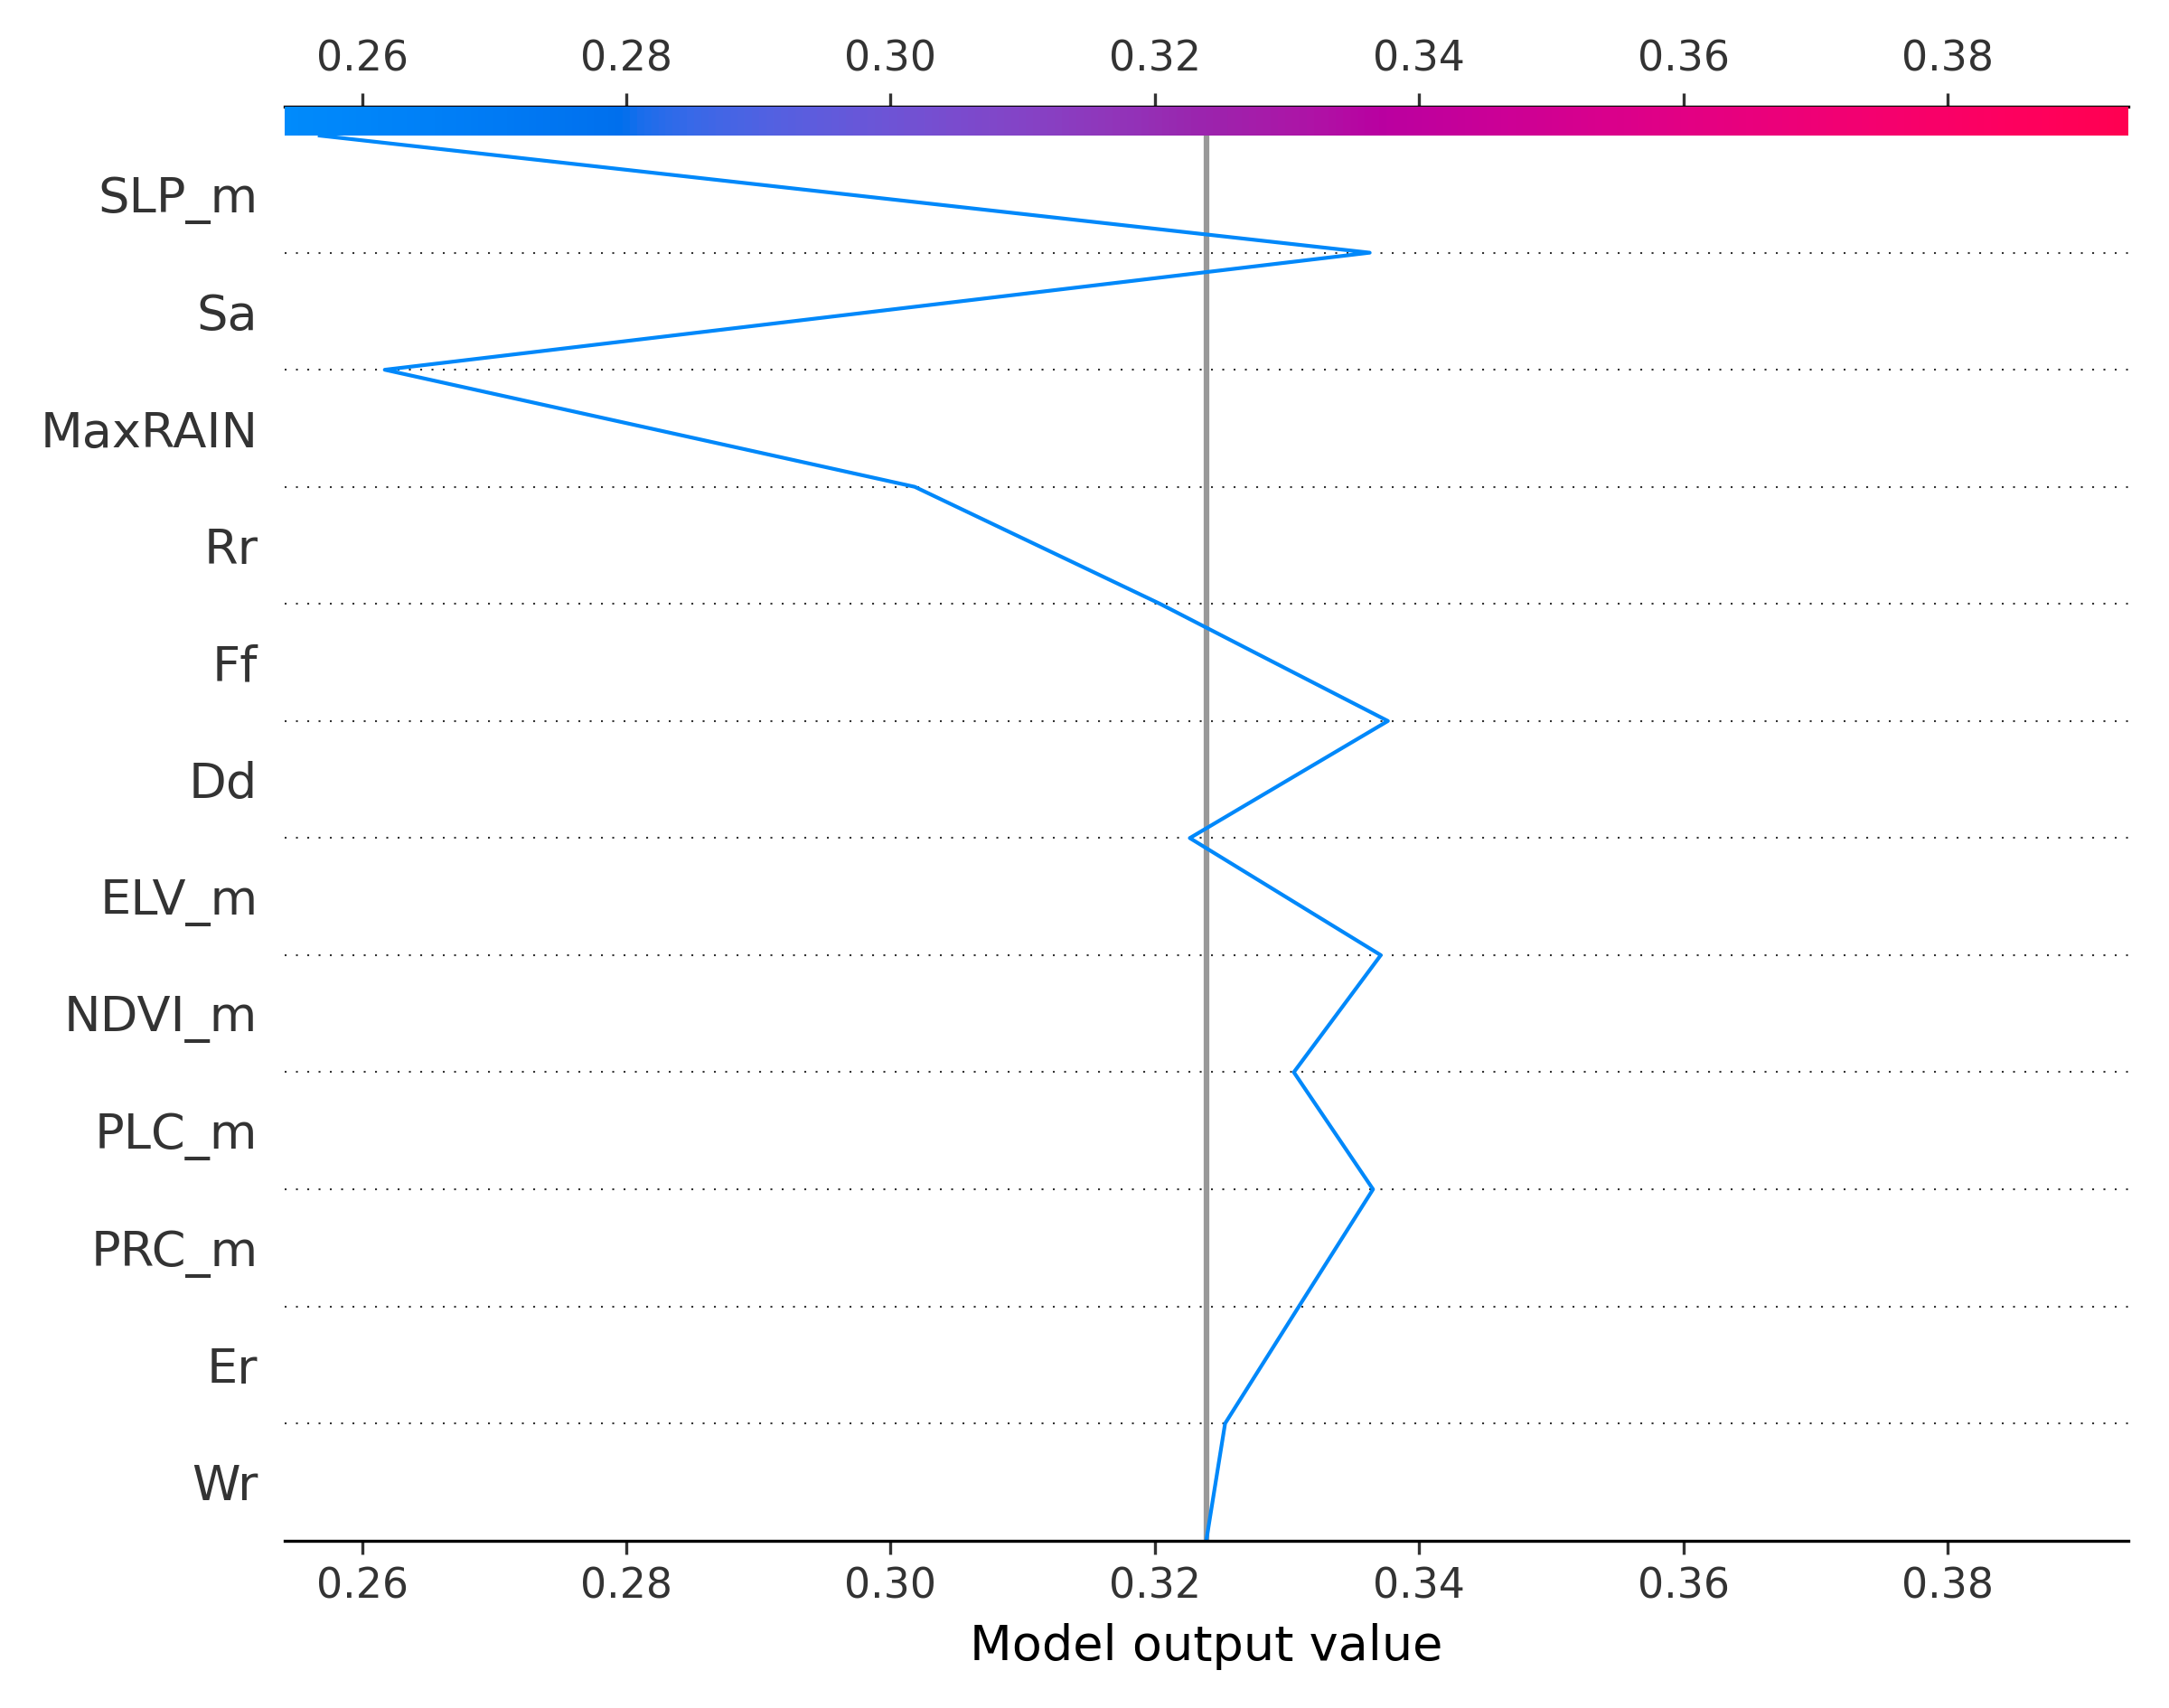 0.26 0.28 0.30 0.32 0.34 0.36 0.38
SLP_m
Sa
MaxRAIN
Rr
Ff
Dd
ELV_m
NDVI_m
PLC_m
PRC_m
Er
Wr
0.26 0.28 0.30 0.32 0.34 0.36 0.38
Model output value